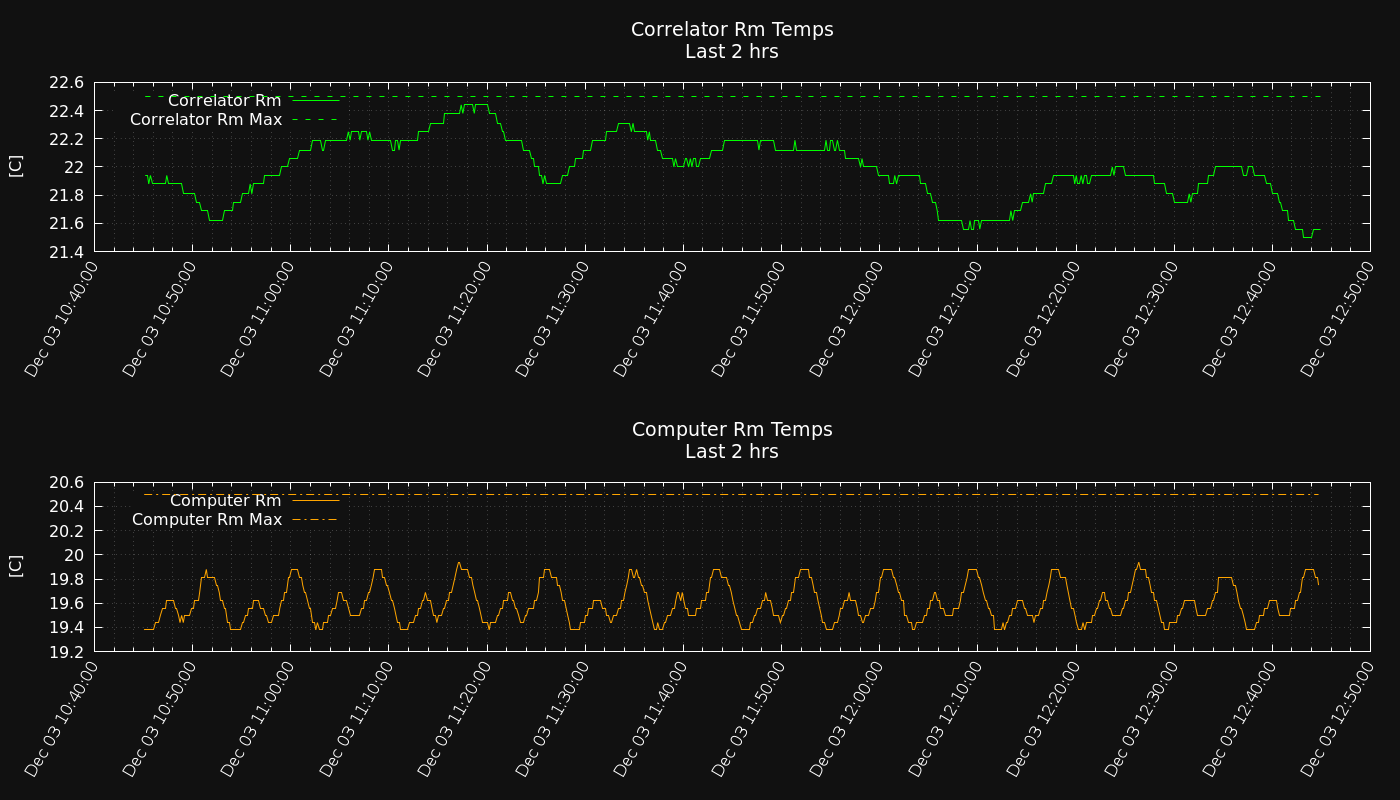 Correlator Rm Temps
Last 2 hrs
22.6
22.4
22.2
22
21.8
21.6
21.4
[C]
Correlator Rm
Correlator Rm Max
Dec 03 10:40:00
Dec 03 10:50:00
Dec 03 11:00:00
Dec 03 11:10:00
Dec 03 11:20:00
Dec 03 11:30:00
Dec 03 11:40:00
Dec 03 11:50:00
Dec 03 12:00:00
Dec 03 12:10:00
Dec 03 12:20:00
Dec 03 12:30:00
Dec 03 12:40:00
Dec 03 12:50:00
Computer Rm Temps
Last 2 hrs
20.6
20.4
20.2
20
19.8
19.6
19.4
19.2
[C]
Computer Rm
Computer Rm Max
Dec 03 10:40:00
Dec 03 10:50:00
Dec 03 11:00:00
Dec 03 11:10:00
Dec 03 11:20:00
Dec 03 11:30:00
Dec 03 11:40:00
Dec 03 11:50:00
Dec 03 12:00:00
Dec 03 12:10:00
Dec 03 12:20:00
Dec 03 12:30:00
Dec 03 12:40:00
Dec 03 12:50:00